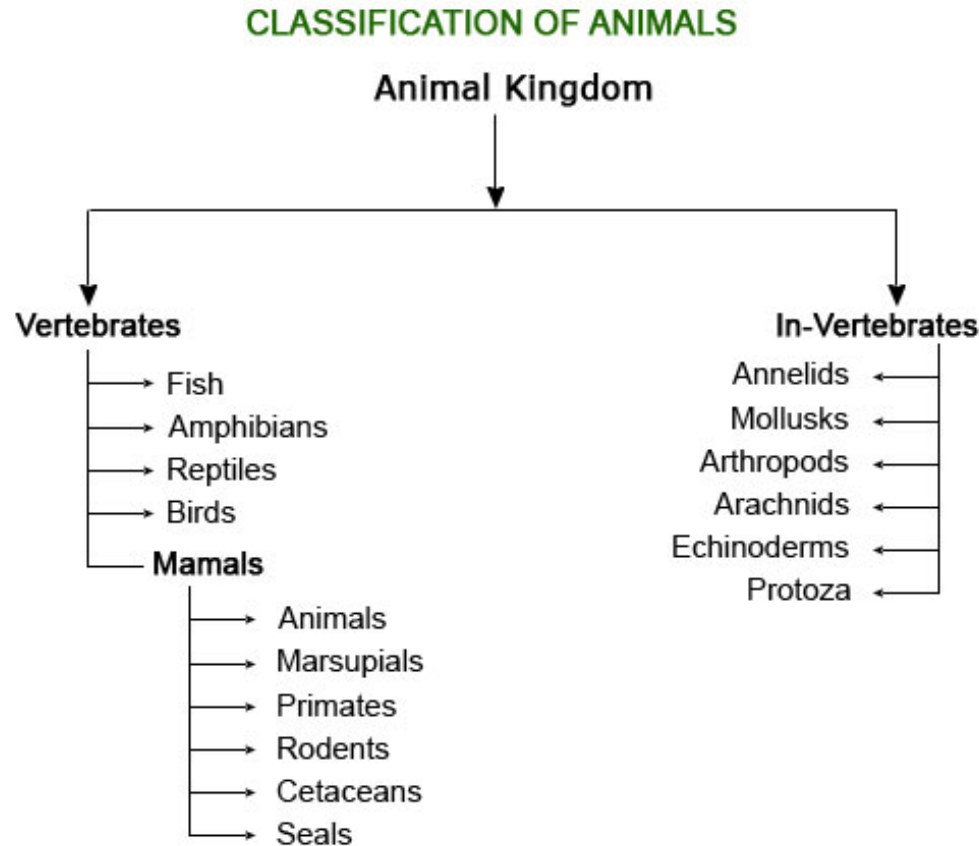 CLASSIFICATION OF ANIMALS
Animal Kingdom
Vertebrates
Fish
Amphibians
Reptiles
Birds
Mamals
Animals
Marsupials
Primates
Rodents
Cetaceans
Seals
In-Vertebrates
Annelids
Mollusks
Arthropods
Arachnids
Echinoderms
Protoza